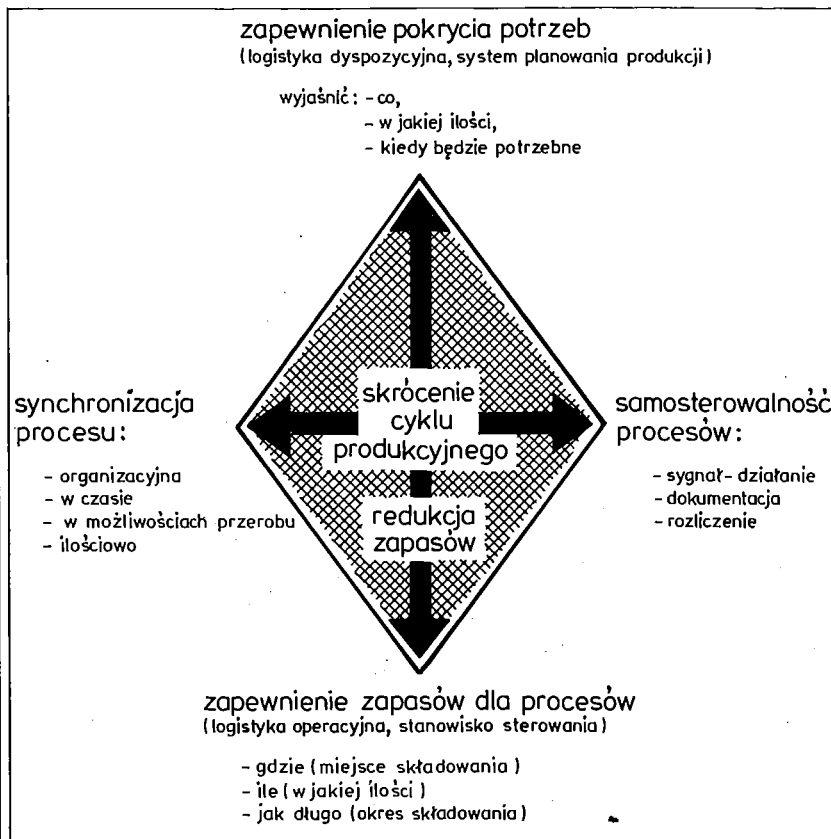 zapewnienie pokrycia potrzeb
(logistyka dyspozycyjna, system planowania produkcji)
wyjaśnić: - co,
- w jakiej ilości,
- kiedy będzie potrzebne
synchronizacja
procesu:
- organizacyjna
- w czasie
- w możliwościach przerobu
- ilościowo
skrócenie
cyklu
produkcyjnego
redukcja
zapasów
samosterowalność
procesów:
- sygnał - działanie
- dokumentacja
- rozliczenie
zapewnienie zapasów dla procesów
(logistyka operacyjna, stanowisko sterowania)
- gdzie (miejsce składowania)
- ile (w jakiej ilości)
- jak długo (okres składowania)